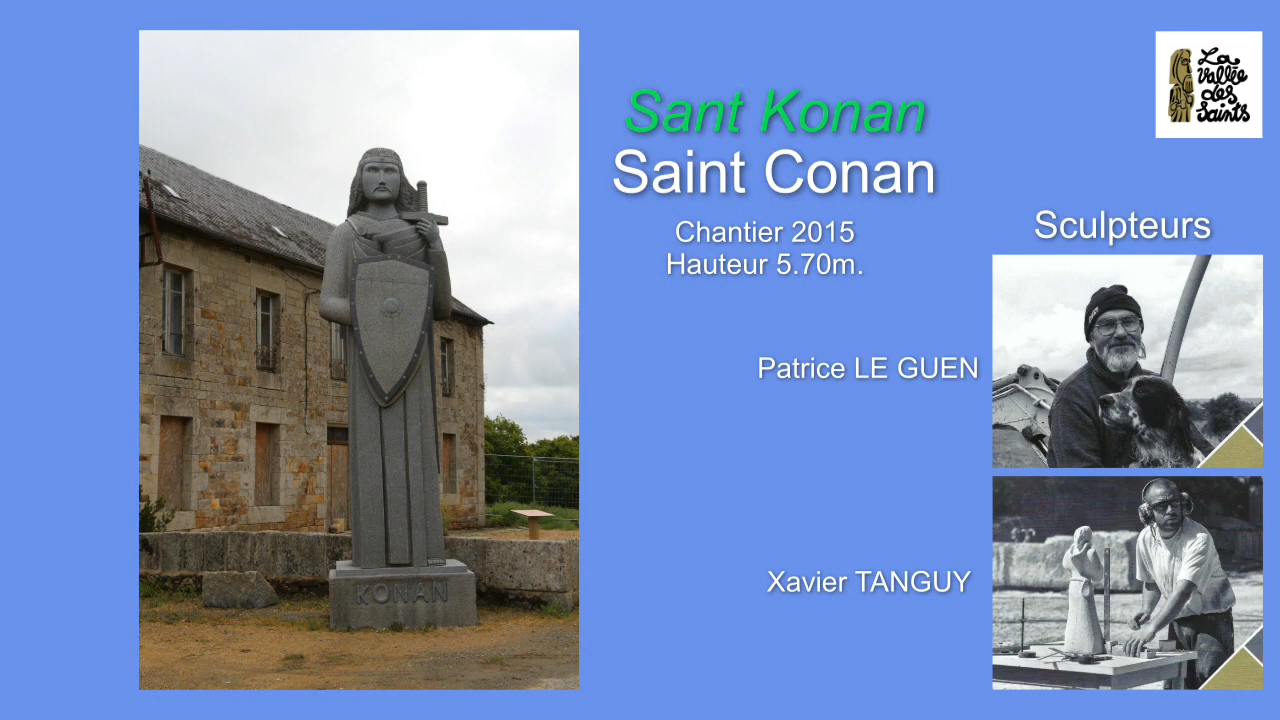 Sant Konan
Saint Conan
Chantier 2015
Hauteur 5.70m.
La
Vallée
des
Saints
Sculpteurs
Patrice LE GUEN
Xavier TANGUY
KONAN